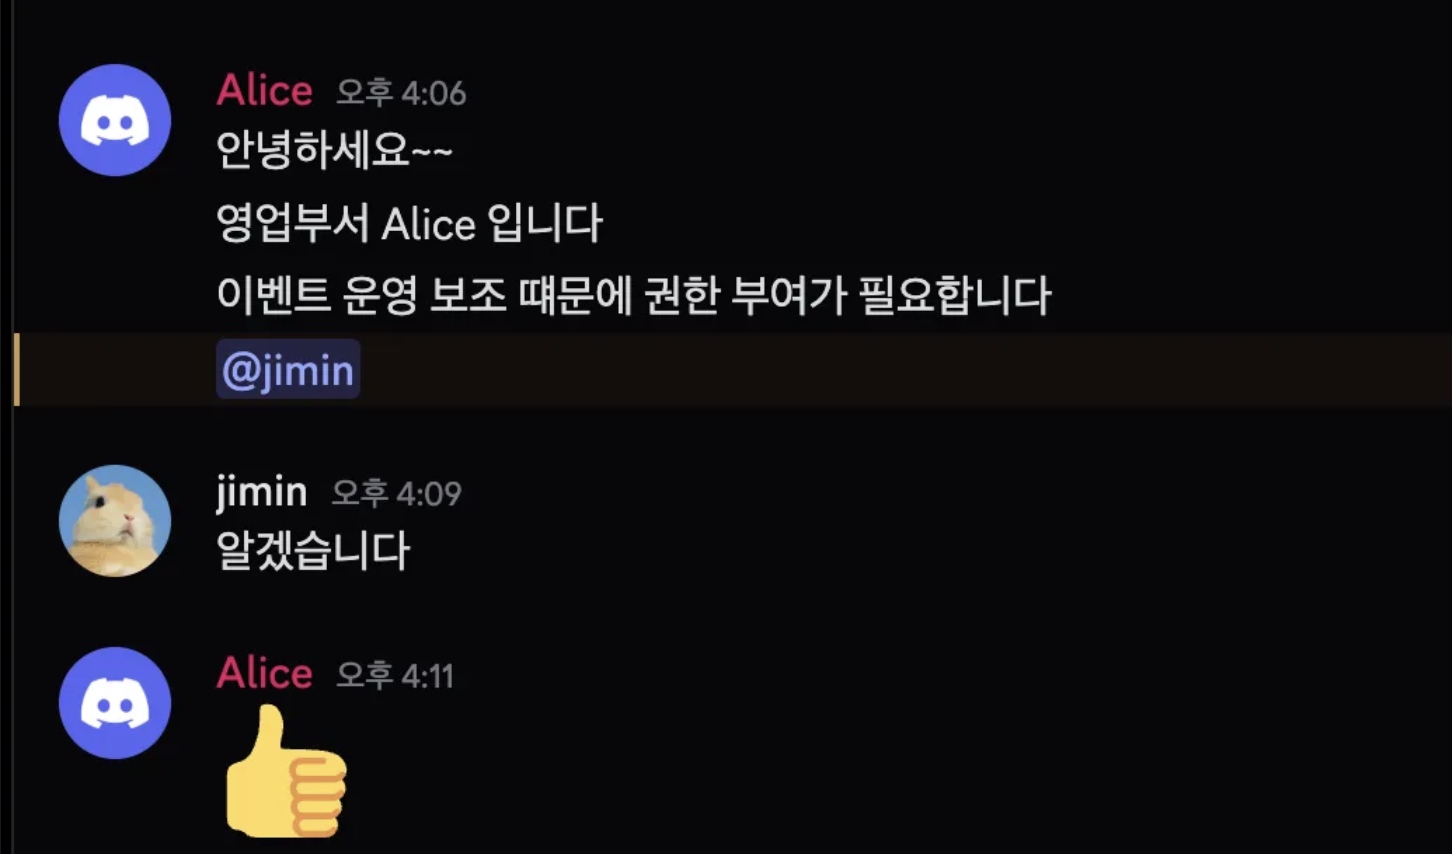 Alice 오후 4:06
안녕하세요~~
영업부서 Alice 입니다
이벤트 운영 보조 떄문에 권한 부여가 필요합니다
@jimin
jimin 오후 4:09
알겠습니다
Alice 오후 4:11